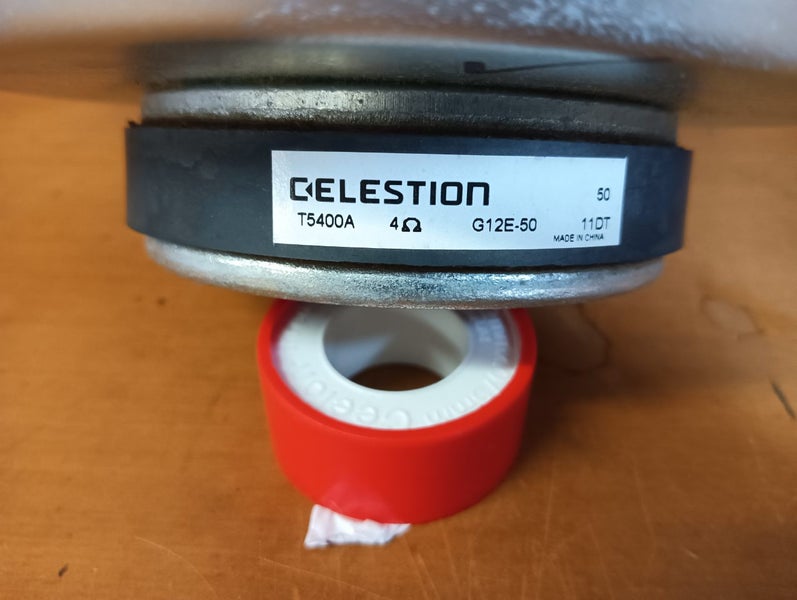 CELESTION 50
T5400A 4Ω G12E-50 11DT
MADE IN CHINA